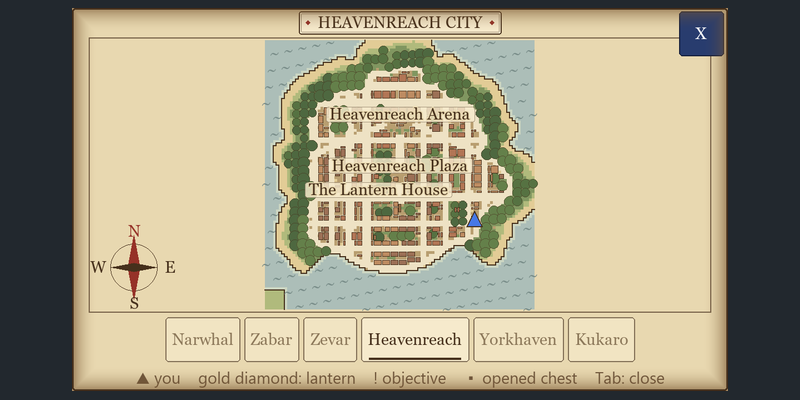 HEAVENREACH CITY
X
Heavenreach Arena
Heavenreach Plaza
The Lantern House
N
W E
S
Narwhal Zabar Zevar Heavenreach Yorkhaven Kukaro
▲ you gold diamond: lantern ! objective ▪ opened chest Tab: close